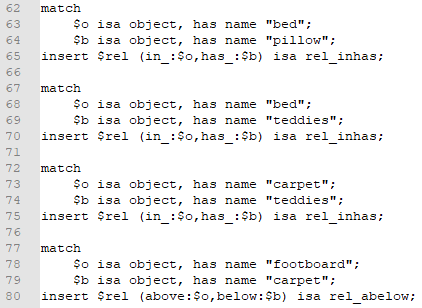 62 match
63     $o isa object, has name "bed";
64     $b isa object, has name "pillow";
65 insert $rel (in_:$o,has_:$b) isa rel_inhas;
66
67 match
68     $o isa object, has name "bed";
69     $b isa object, has name "teddies";
70 insert $rel (in_:$o,has_:$b) isa rel_inhas;
71
72 match
73     $o isa object, has name "carpet";
74     $b isa object, has name "teddies";
75 insert $rel (in_:$o,has_:$b) isa rel_inhas;
76
77 match
78     $o isa object, has name "footboard";
79     $b isa object, has name "carpet";
80 insert $rel (above:$o,below:$b) isa rel_abelow;